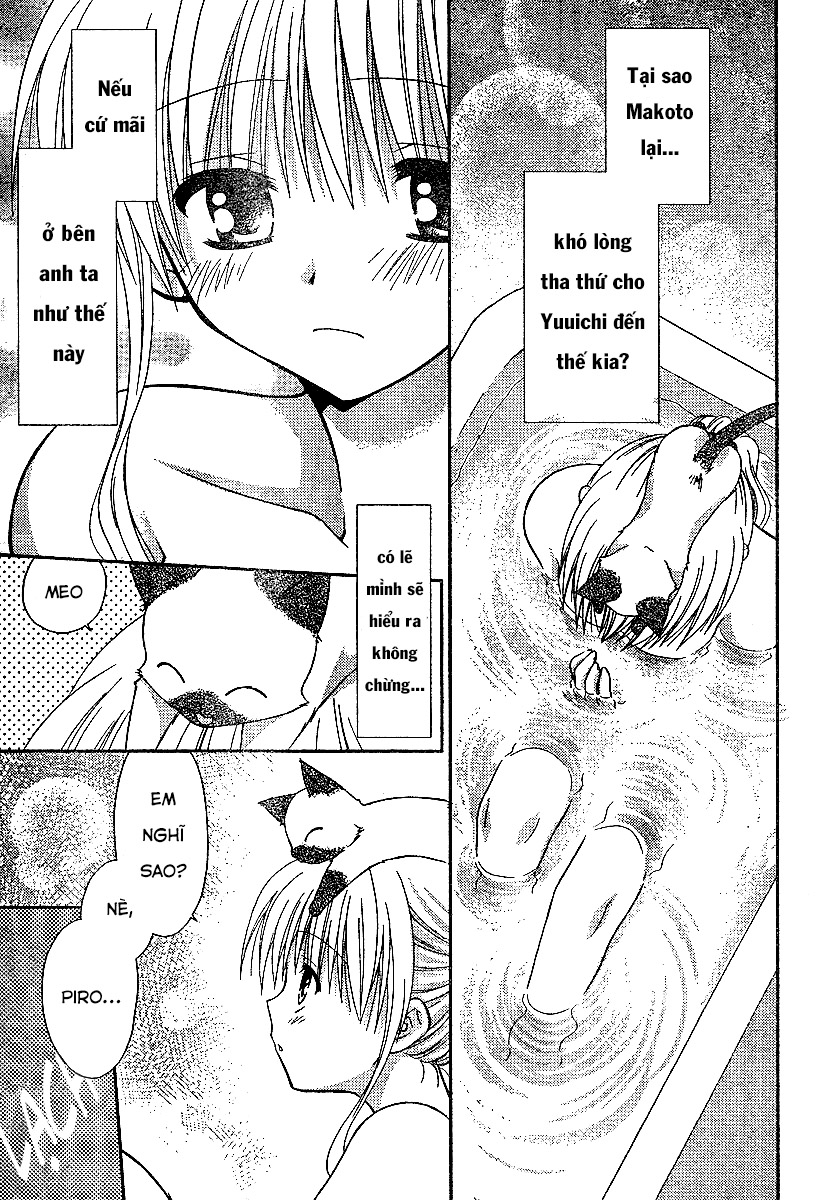 Tại sao
Makoto
lại...
khó lòng
tha thứ cho
Yuuichi đến
thế kia?
Nếu
cứ mãi
ở bên
anh ta
như thế
này
có lẽ
mình sẽ
hiểu ra
không
chừng...
MEO
EM
NGHĨ
SAO?
NÈ,
PIRO...
LẠCH